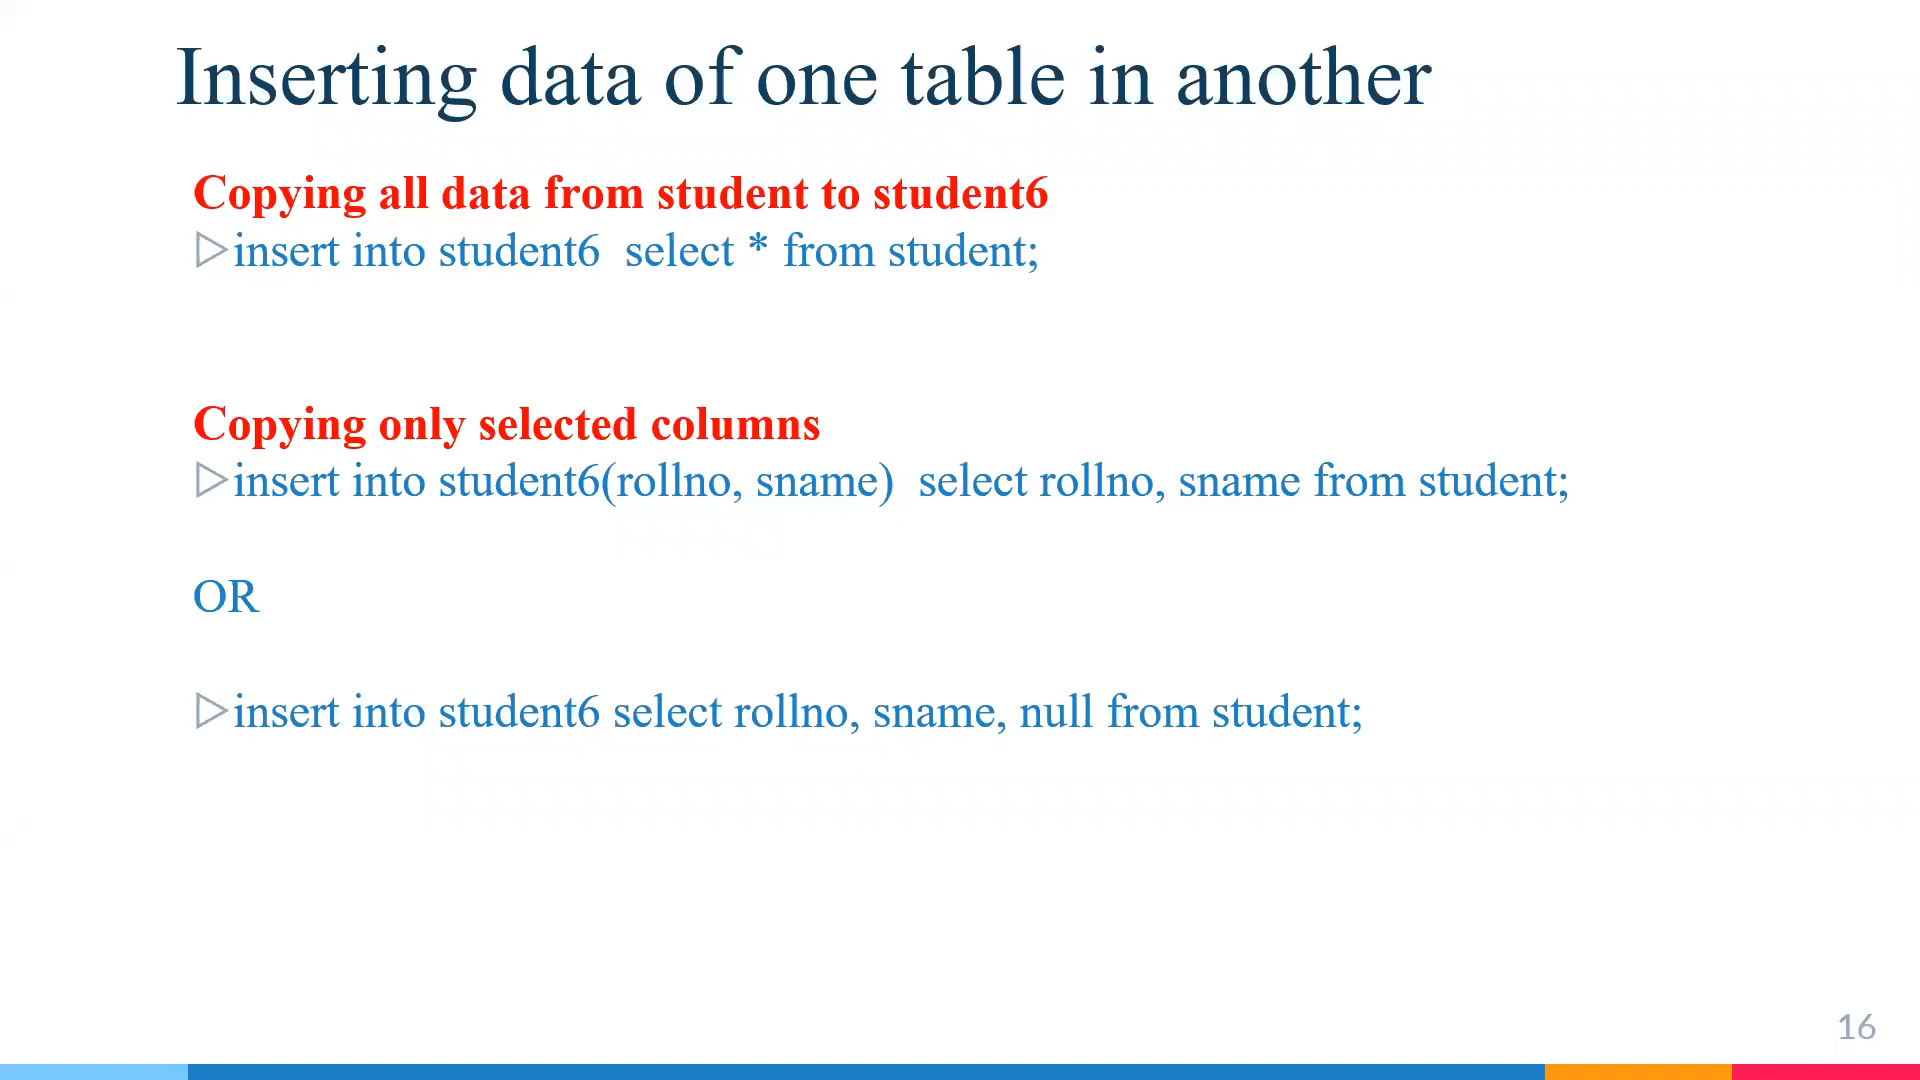 Inserting data of one table in another
Copying all data from student to student6
▷insert into student6  select * from student;
Copying only selected columns
▷insert into student6(rollno, sname)  select rollno, sname from student;
OR
▷insert into student6 select rollno, sname, null from student;
16